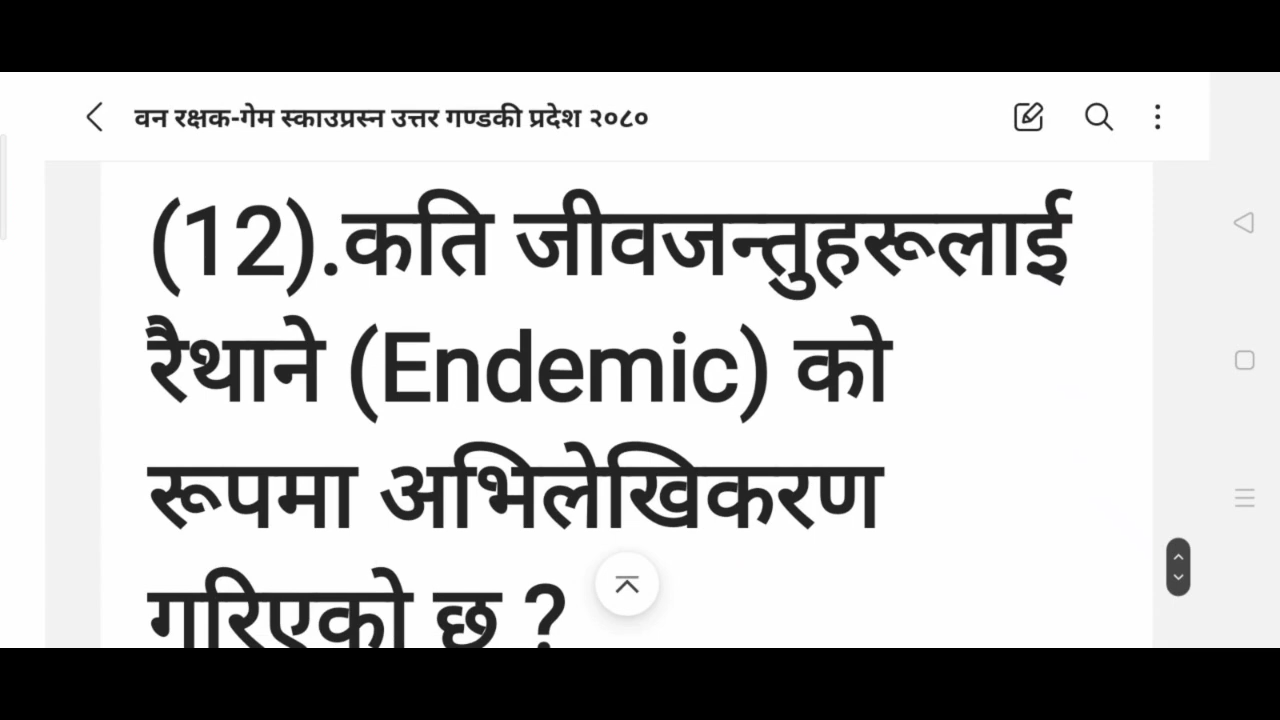 वन रक्षक-गेम स्काउप्रस्न उत्तर गण्डकी प्रदेश २०८०
(12).कति जीवजन्तुहरूलाई
रैथाने (Endemic) को
रूपमा अभिलेखिकरण
गरिएको छ ?